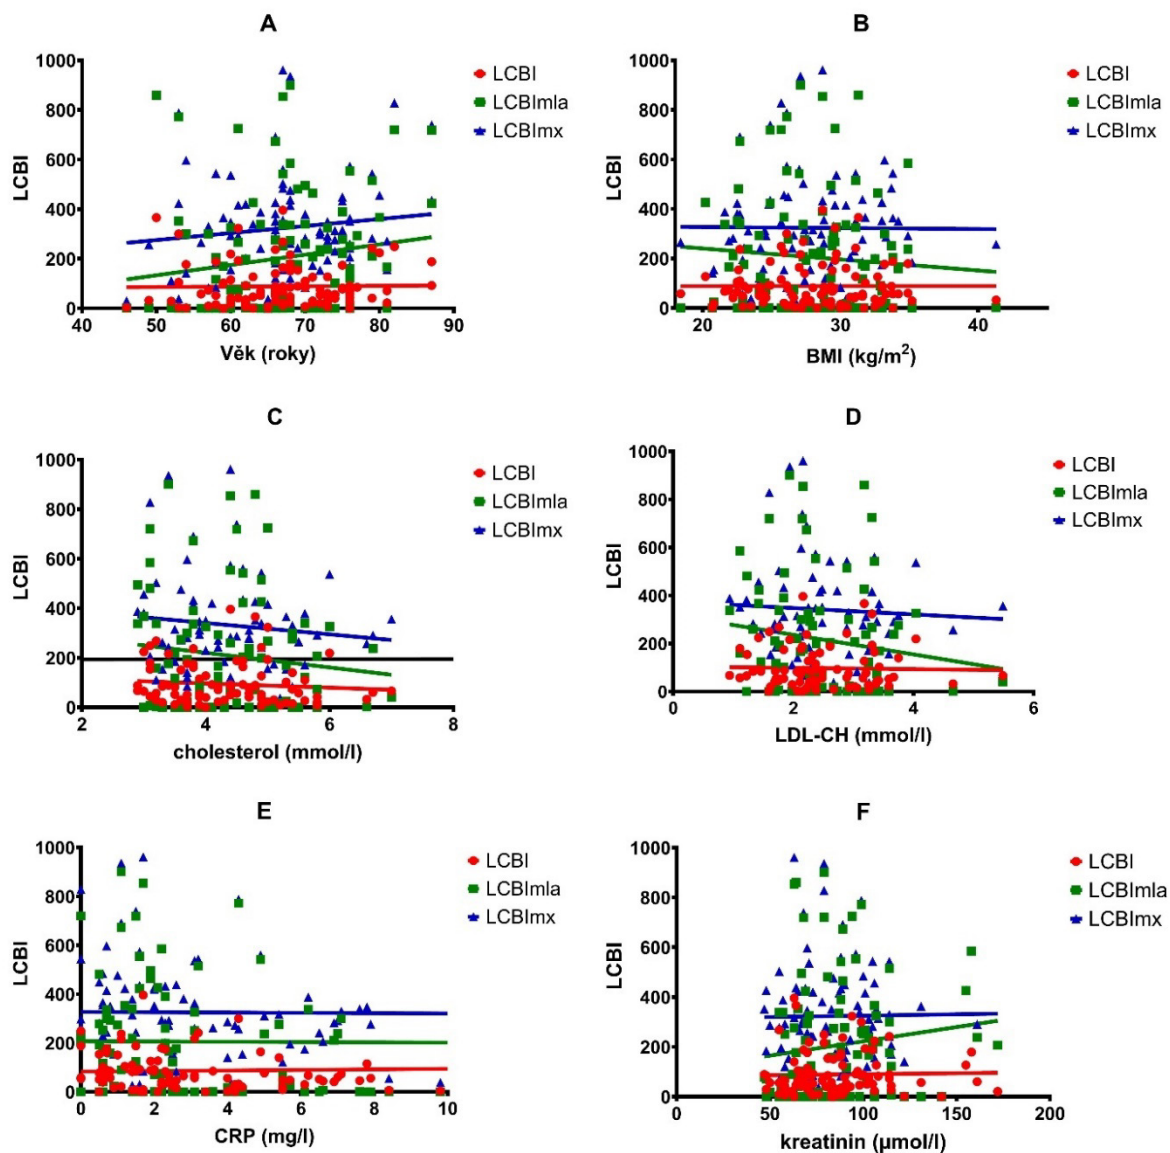 A
1000
800
600
400
200
0
LCBI
40 50 60 70 80 90
Věk (roky)
LCBI
LCBImla
LCBImx
B
1000
800
600
400
200
0
LCBI
20 30 40
BMI (kg/m²)
LCBI
LCBImla
LCBImx
C
1000
800
600
400
200
0
LCBI
2 4 6 8
cholesterol (mmol/l)
LCBI
LCBImla
LCBImx
D
1000
800
600
400
200
0
LCBI
0 2 4 6
LDL-CH (mmol/l)
LCBI
LCBImla
LCBImx
E
1000
800
600
400
200
0
LCBI
0 2 4 6 8 10
CRP (mg/l)
LCBI
LCBImla
LCBImx
F
1000
800
600
400
200
0
LCBI
0 50 100 150 200
kreatinin (µmol/l)
LCBI
LCBImla
LCBImx